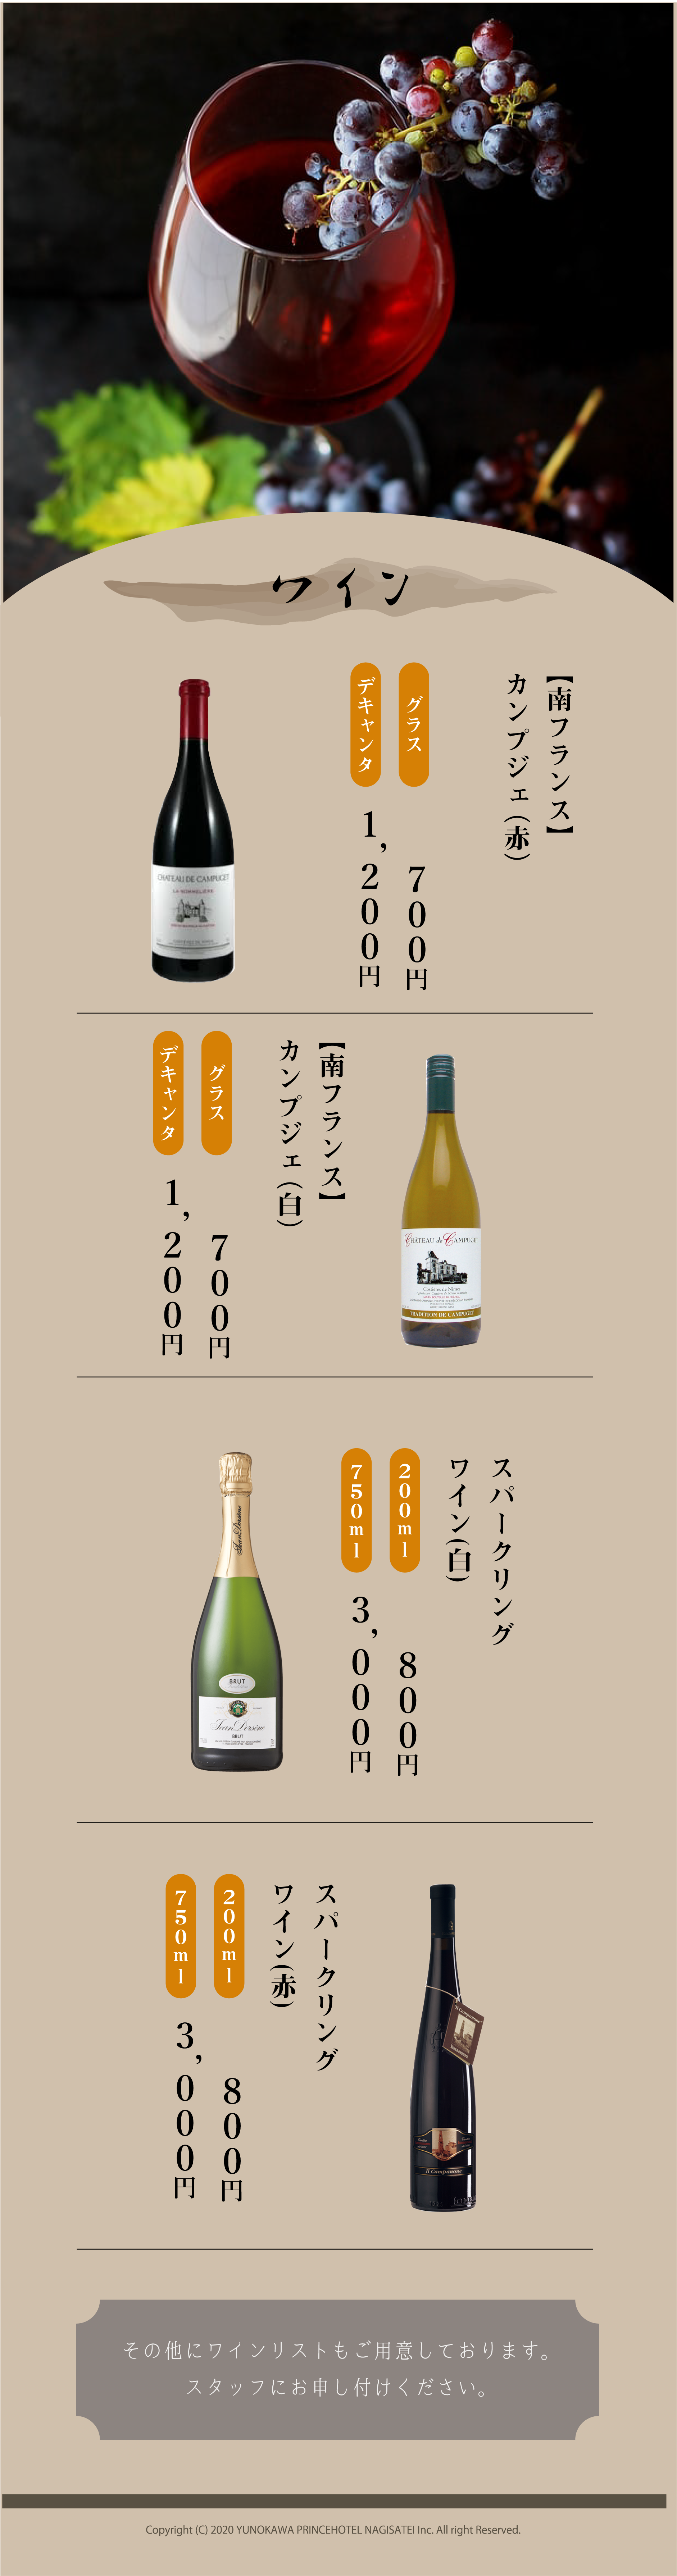 ワイン
【南フランス】
カンプジェ(赤)
グラス
700円
デキャンタ
1,200円
CHATEAU DE CAMPUGET
LA SOMMELIÈRE
【南フランス】
カンプジェ(白)
グラス
700円
デキャンタ
1,200円
CHÂTEAU de CAMPUGET
Costières de Nîmes
TRADITION DE CAMPUGET
スパークリング
ワイン(白)
200ml
800円
750ml
3,000円
Jean Dorsène
BRUT
Jean Dorsène
BRUT
スパークリング
ワイン(赤)
200ml
800円
750ml
3,000円
Il Campanone
その他にワインリストもご用意しております。
スタッフにお申し付けください。
Copyright (C) 2020 YUNOKAWA PRINCEHOTEL NAGISATEI Inc. All right Reserved.